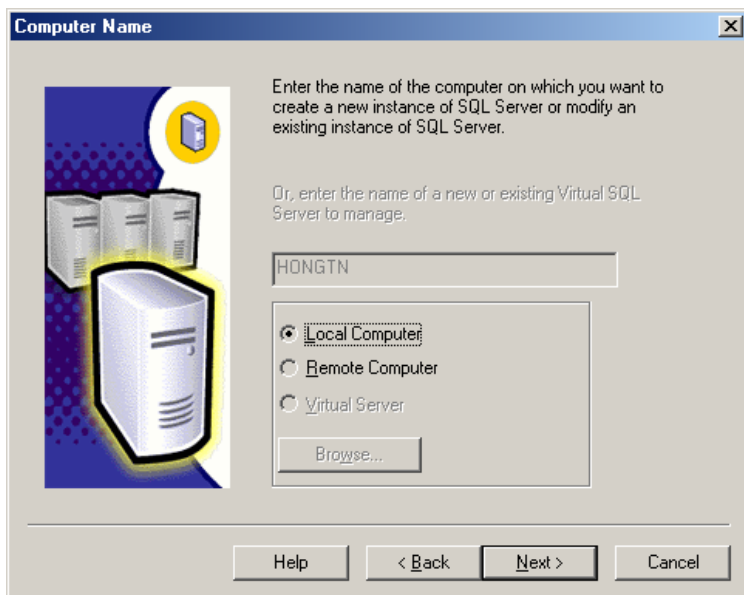 Computer Name
Enter the name of the computer on which you want to
create a new instance of SQL Server or modify an
existing instance of SQL Server.
Or, enter the name of a new or existing Virtual SQL
Server to manage.
HONGTN
Local Computer
Remote Computer
Virtual Server
Browse...
Help
< Back
Next >
Cancel